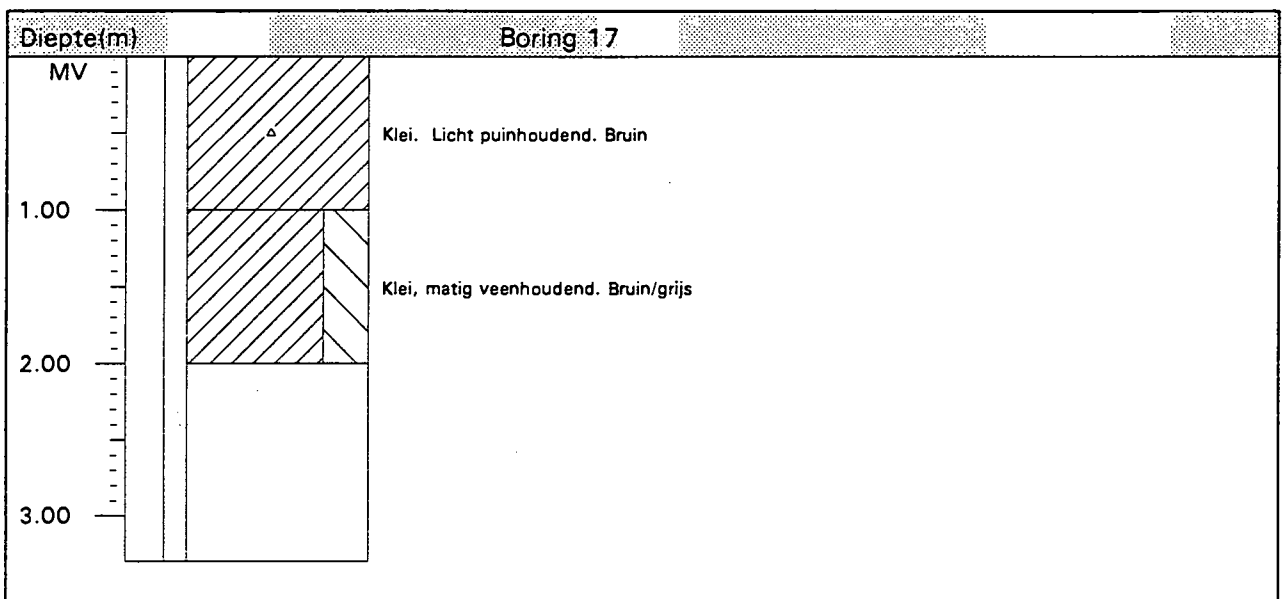 Diepte(m) Boring 17
MV
Klei. Licht puinhoudend. Bruin
1.00
Klei, matig veenhoudend. Bruin/grijs
2.00
3.00